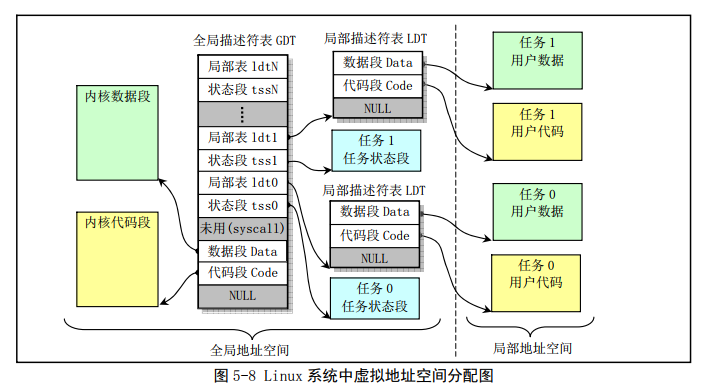 全局描述符表 GDT
局部表 ldtN
状态段 tssN
局部表 ldt1
状态段 tss1
局部表 ldt0
状态段 tss0
未用(syscall)
数据段 Data
代码段 Code
NULL
内核数据段
内核代码段
局部描述符表 LDT
数据段 Data
代码段 Code
NULL
任务 1
任务状态段
局部描述符表 LDT
数据段 Data
代码段 Code
NULL
任务 0
任务状态段
任务 1
用户数据
任务 1
用户代码
任务 0
用户数据
任务 0
用户代码
全局地址空间
局部地址空间
图 5-8 Linux 系统中虚拟地址空间分配图